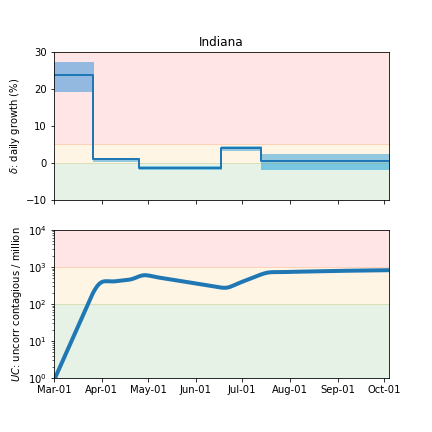 Indiana
δ: daily growth (%)
30
20
10
0
−10
UC: uncorr contagious / million
10⁴
10³
10²
10¹
10⁰
Mar-01 Apr-01 May-01 Jun-01 Jul-01 Aug-01 Sep-01 Oct-01